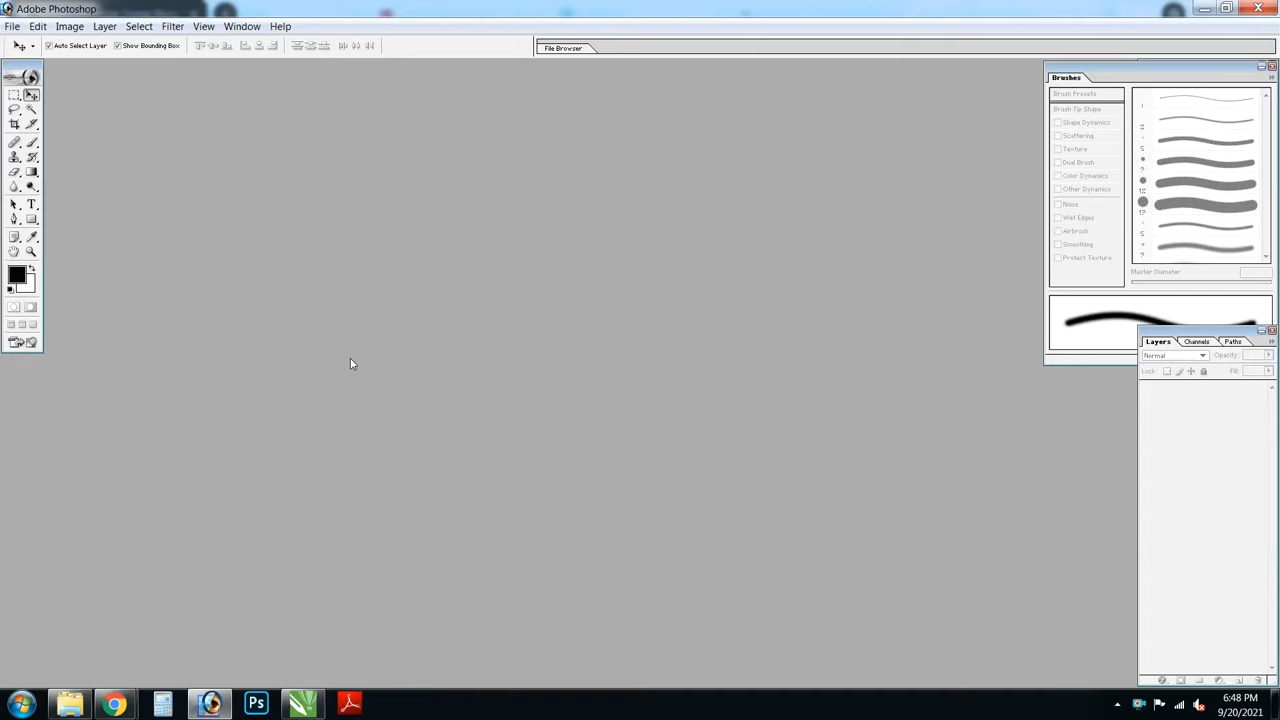 Adobe Photoshop
File Edit Image Layer Select Filter View Window Help
Auto Select Layer Show Bounding Box File Browser
Brushes
Brush Presets
Brush Tip Shape
Shape Dynamics
Scattering
Texture
Dual Brush
Color Dynamics
Other Dynamics
Noise
Wet Edges
Airbrush
Smoothing
Protect Texture
Master Diameter
Layers Channels Paths
Normal Opacity:
Lock: Fill:
Ps
6:48 PM
9/20/2021